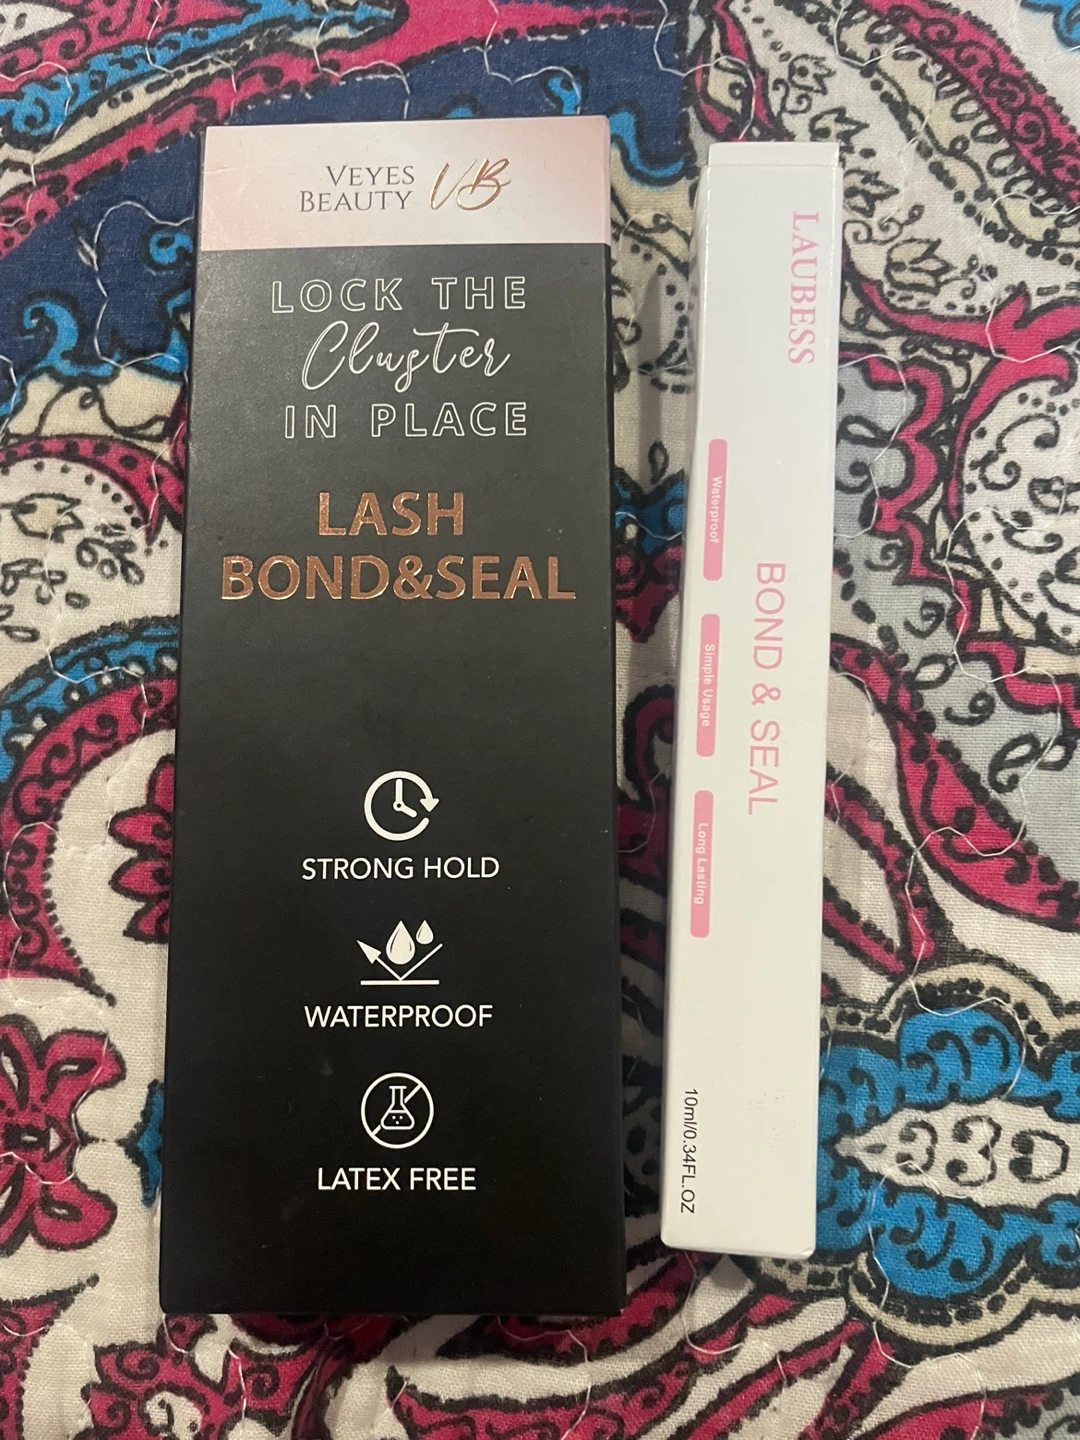 VEYES
BEAUTY
VB
LOCK THE
Cluster
IN PLACE
LASH
BOND&SEAL
STRONG HOLD
WATERPROOF
LATEX FREE
LAUBESS
BOND & SEAL
Waterproof
Simple Usage
Long Lasting
10ml/0.34FL.OZ